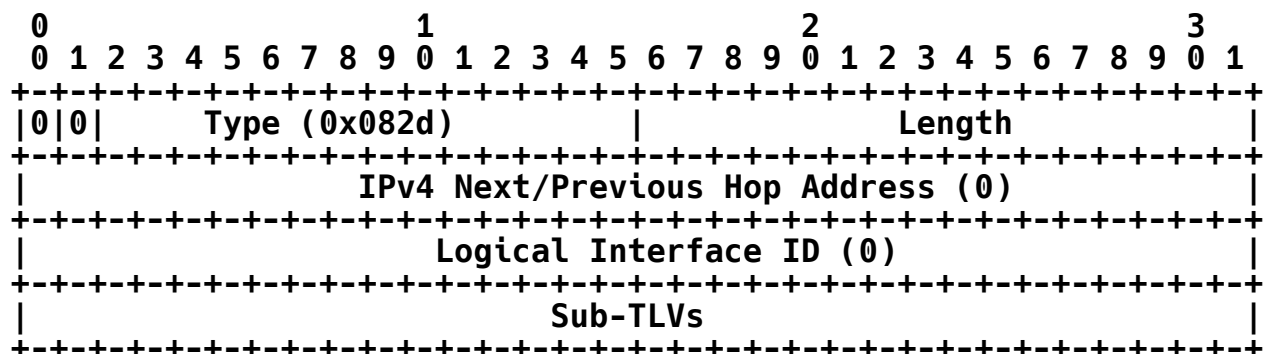 0                   1                   2                   3
 0 1 2 3 4 5 6 7 8 9 0 1 2 3 4 5 6 7 8 9 0 1 2 3 4 5 6 7 8 9 0 1
+-+-+-+-+-+-+-+-+-+-+-+-+-+-+-+-+-+-+-+-+-+-+-+-+-+-+-+-+-+-+-+-+
|0|0|     Type (0x082d)         |             Length            |
+-+-+-+-+-+-+-+-+-+-+-+-+-+-+-+-+-+-+-+-+-+-+-+-+-+-+-+-+-+-+-+-+
|                 IPv4 Next/Previous Hop Address (0)            |
+-+-+-+-+-+-+-+-+-+-+-+-+-+-+-+-+-+-+-+-+-+-+-+-+-+-+-+-+-+-+-+-+
|                     Logical Interface ID (0)                  |
+-+-+-+-+-+-+-+-+-+-+-+-+-+-+-+-+-+-+-+-+-+-+-+-+-+-+-+-+-+-+-+-+
|                           Sub-TLVs                            |
+-+-+-+-+-+-+-+-+-+-+-+-+-+-+-+-+-+-+-+-+-+-+-+-+-+-+-+-+-+-+-+-+